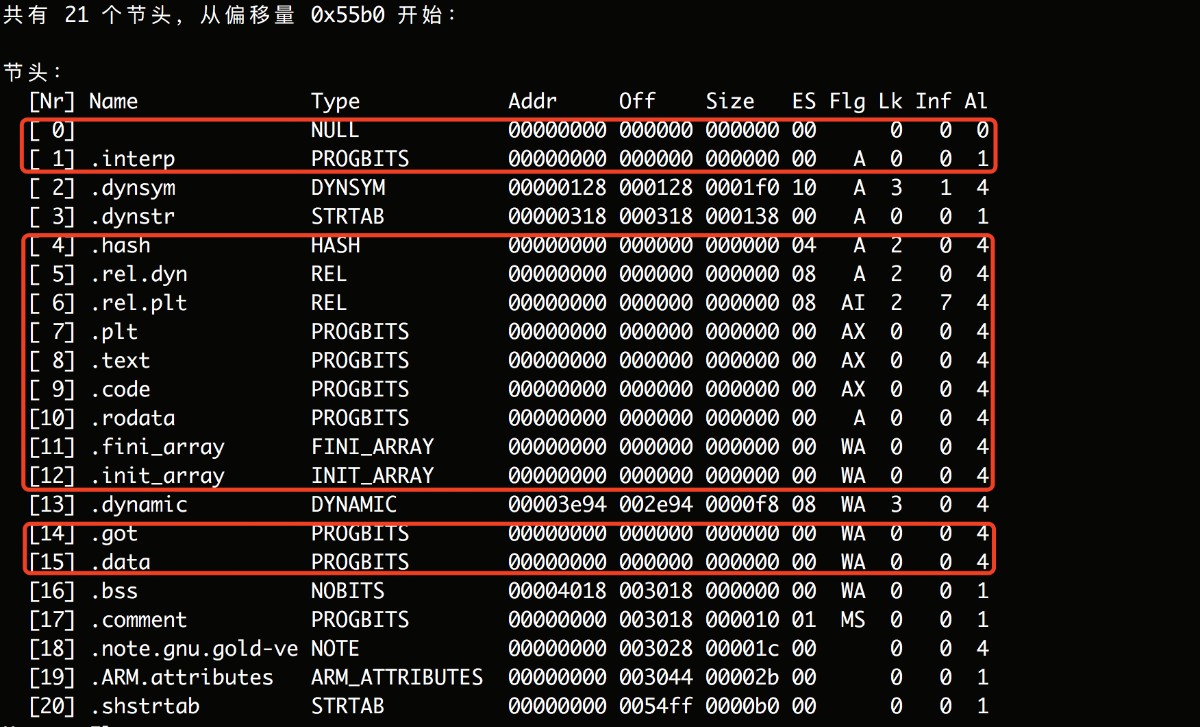 共有 21 个节头, 从偏移量 0x55b0 开始:
节头:
[Nr] Name Type Addr Off Size ES Flg Lk Inf Al
[ 0] NULL 00000000 000000 000000 00 0 0 0
[ 1] .interp PROGBITS 00000000 000000 000000 00 A 0 0 1
[ 2] .dynsym DYNSYM 00000128 000128 0001f0 10 A 3 1 4
[ 3] .dynstr STRTAB 00000318 000318 000138 00 A 0 0 1
[ 4] .hash HASH 00000000 000000 000000 04 A 2 0 4
[ 5] .rel.dyn REL 00000000 000000 000000 08 A 2 0 4
[ 6] .rel.plt REL 00000000 000000 000000 08 AI 2 7 4
[ 7] .plt PROGBITS 00000000 000000 000000 00 AX 0 0 4
[ 8] .text PROGBITS 00000000 000000 000000 00 AX 0 0 4
[ 9] .code PROGBITS 00000000 000000 000000 00 AX 0 0 4
[10] .rodata PROGBITS 00000000 000000 000000 00 A 0 0 4
[11] .fini_array FINI_ARRAY 00000000 000000 000000 00 WA 0 0 4
[12] .init_array INIT_ARRAY 00000000 000000 000000 00 WA 0 0 4
[13] .dynamic DYNAMIC 00003e94 002e94 0000f8 08 WA 3 0 4
[14] .got PROGBITS 00000000 000000 000000 00 WA 0 0 4
[15] .data PROGBITS 00000000 000000 000000 00 WA 0 0 4
[16] .bss NOBITS 00004018 003018 000000 00 WA 0 0 1
[17] .comment PROGBITS 00000000 003018 000010 01 MS 0 0 1
[18] .note.gnu.gold-ve NOTE 00000000 003028 00001c 00 0 0 4
[19] .ARM.attributes ARM_ATTRIBUTES 00000000 003044 00002b 00 0 0 1
[20] .shstrtab STRTAB 00000000 0054ff 0000b0 00 0 0 1